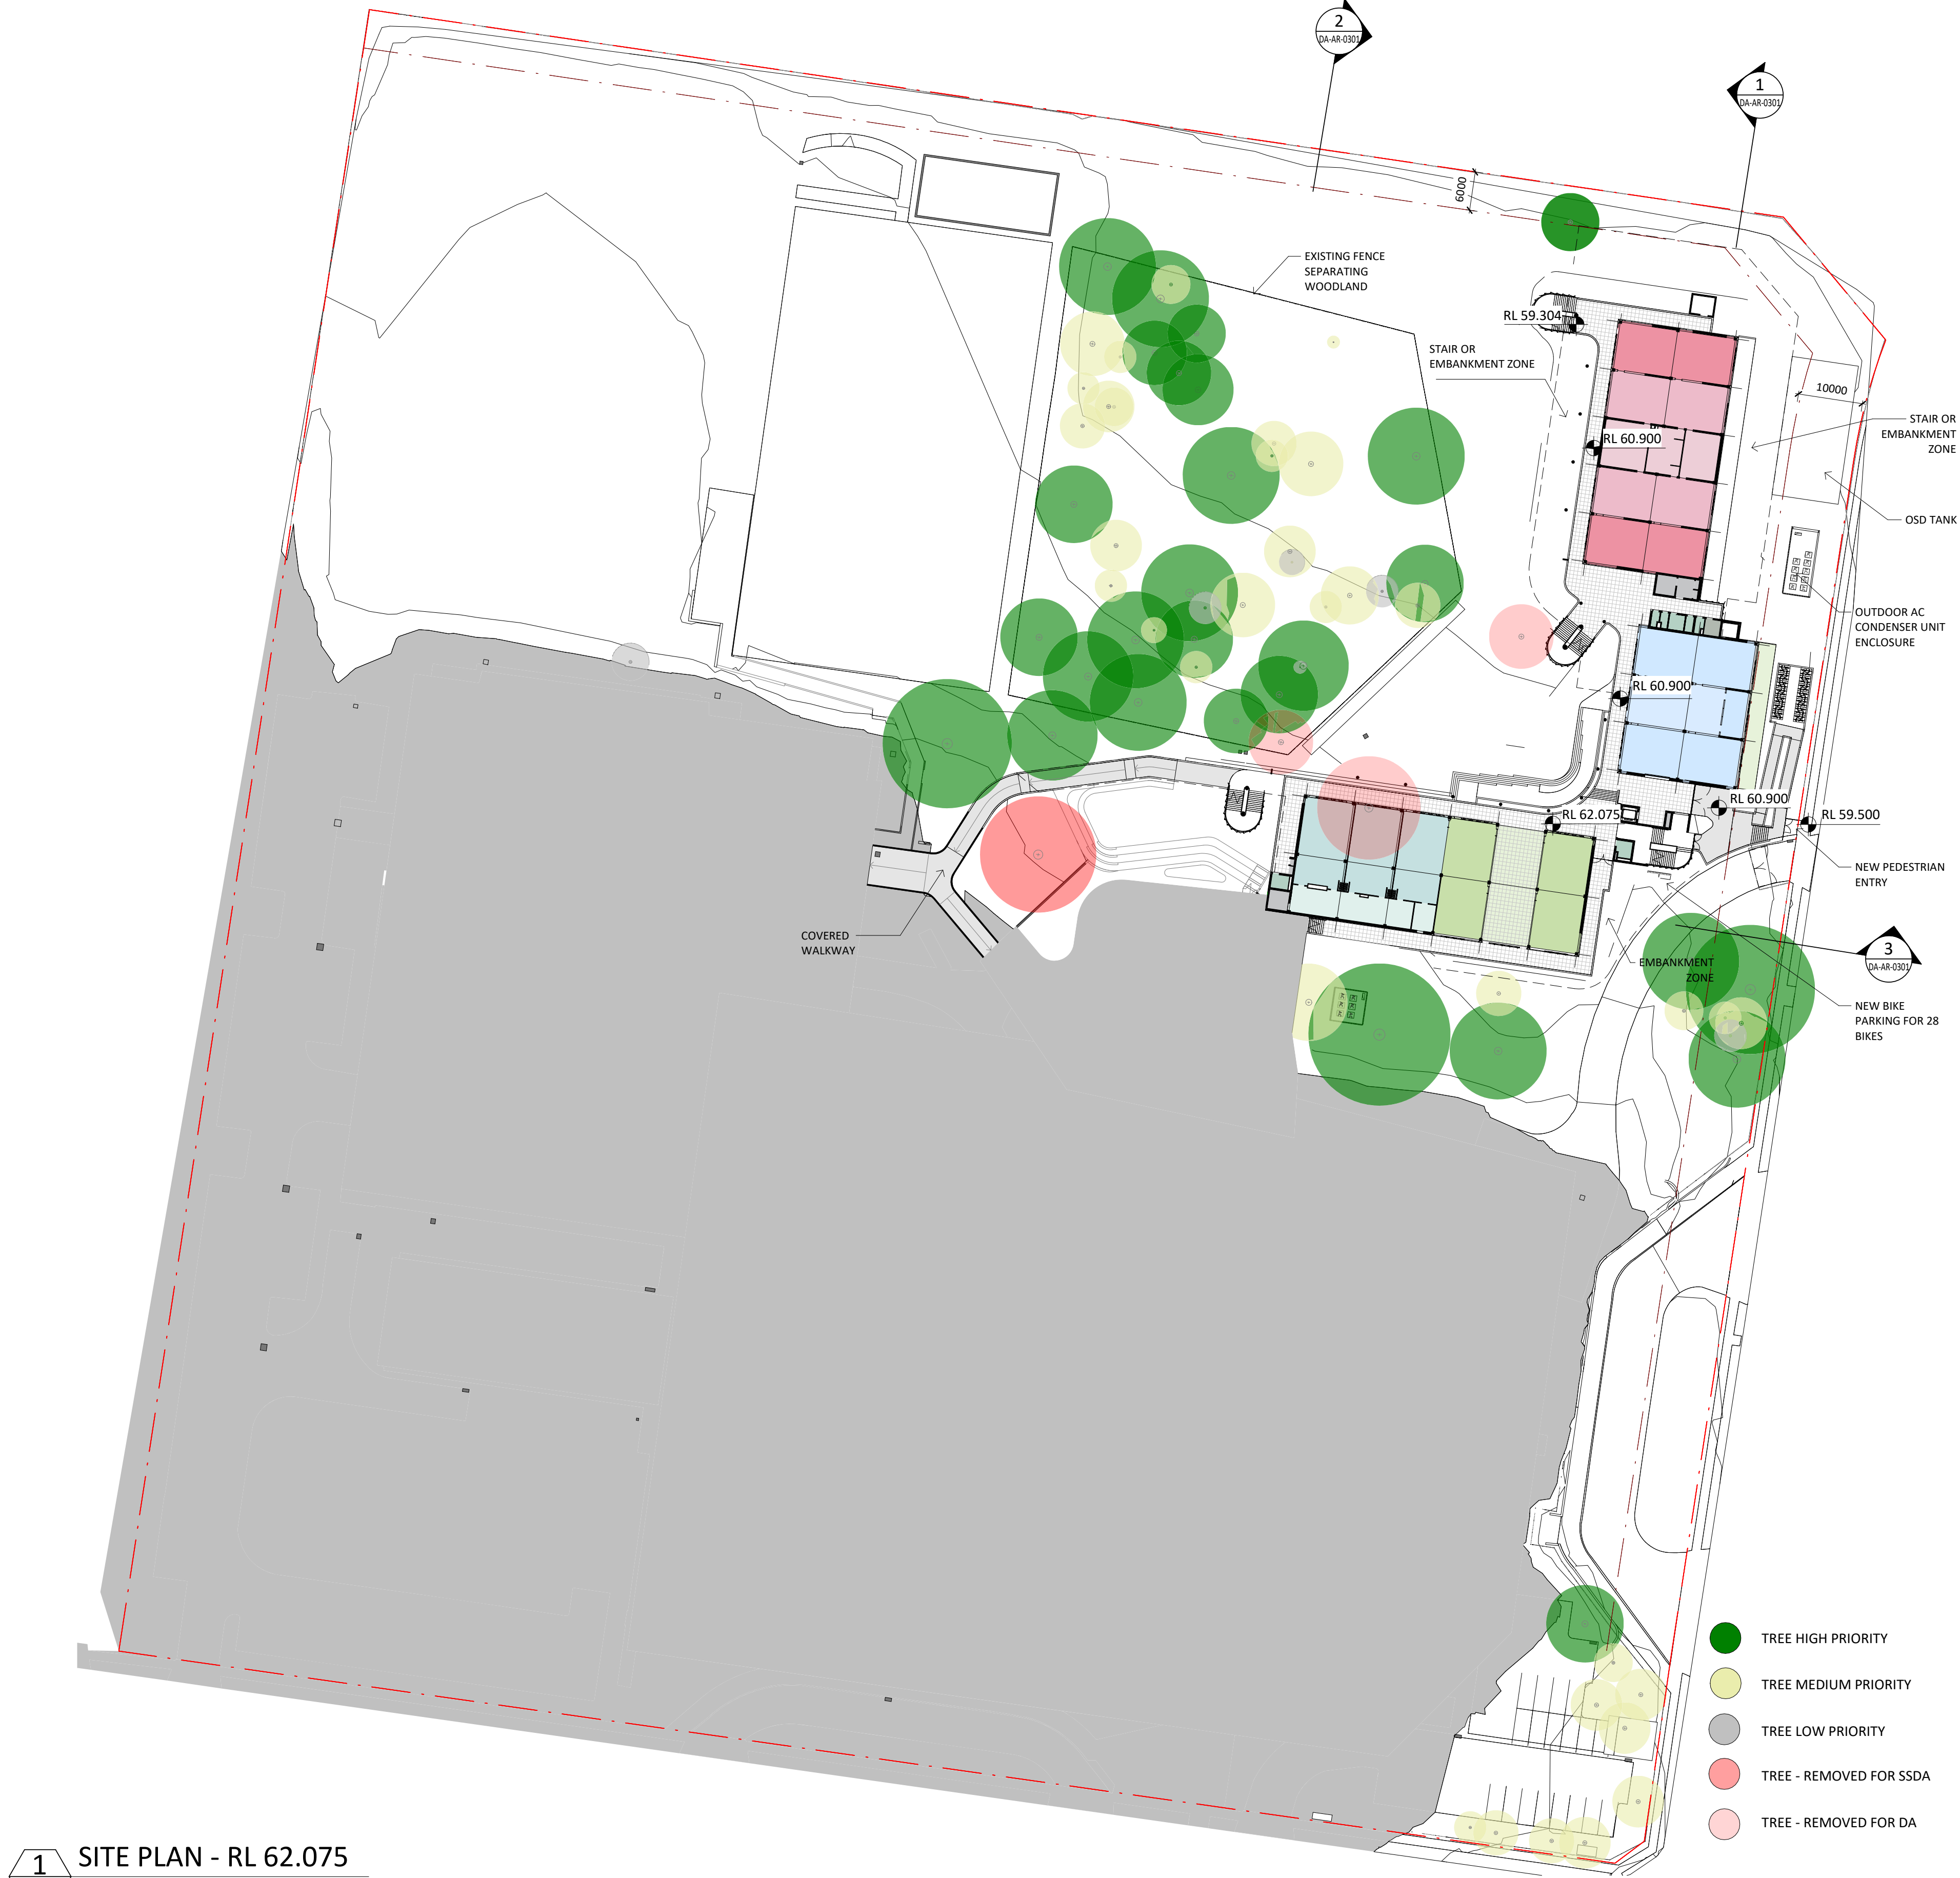 2
DA-AR-0301
1
DA-AR-0301
6000
EXISTING FENCE
SEPARATING
WOODLAND
RL 59.304
STAIR OR
EMBANKMENT ZONE
10000
STAIR OR
EMBANKMENT
ZONE
RL 60.900
OSD TANK
OUTDOOR AC
CONDENSER UNIT
ENCLOSURE
RL 60.900
RL 60.900
RL 62.075
RL 59.500
NEW PEDESTRIAN
ENTRY
COVERED
WALKWAY
3
DA-AR-0301
EMBANKMENT
ZONE
NEW BIKE
PARKING FOR 28
BIKES
TREE HIGH PRIORITY
TREE MEDIUM PRIORITY
TREE LOW PRIORITY
TREE - REMOVED FOR SSDA
TREE - REMOVED FOR DA
1 SITE PLAN - RL 62.075